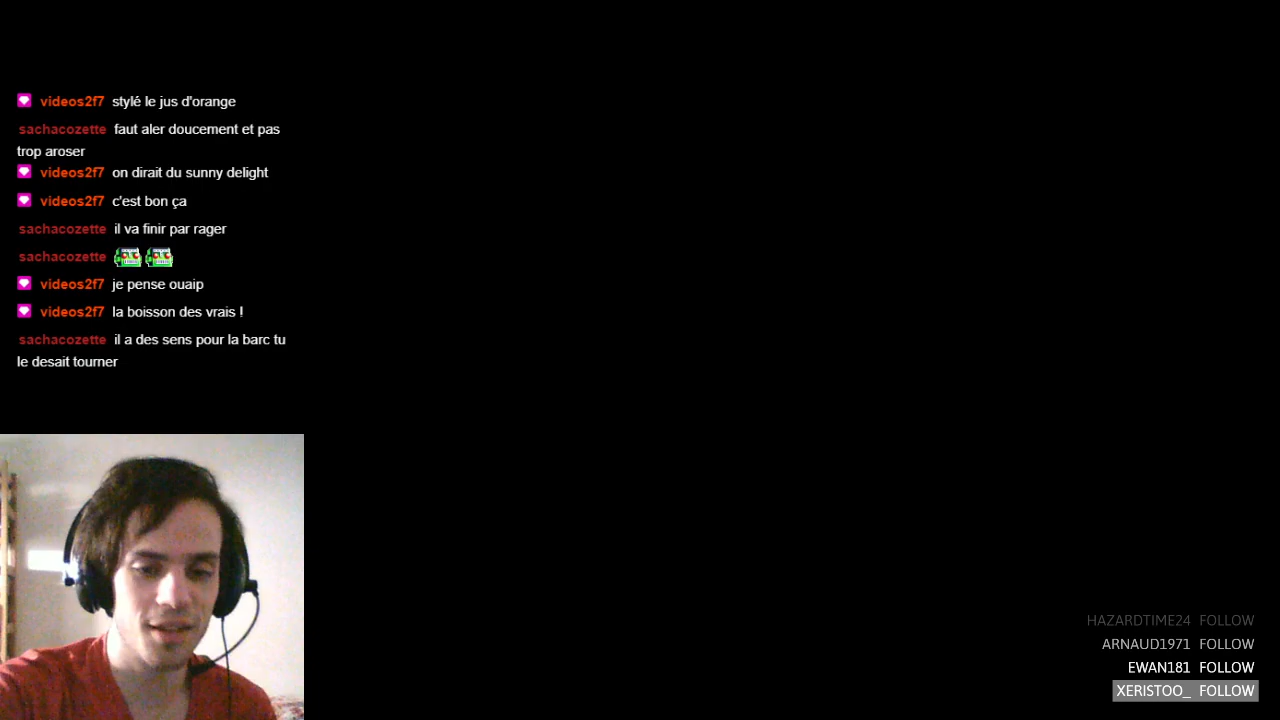 videos2f7 stylé le jus d'orange
sachacozette faut aler doucement et pas
trop aroser
videos2f7 on dirait du sunny delight
videos2f7 c'est bon ça
sachacozette il va finir par rager
sachacozette
videos2f7 je pense ouaip
videos2f7 la boisson des vrais !
sachacozette il a des sens pour la barc tu
le desait tourner
HAZARDTIME24 FOLLOW
ARNAUD1971 FOLLOW
EWAN181 FOLLOW
XERISTOO_ FOLLOW